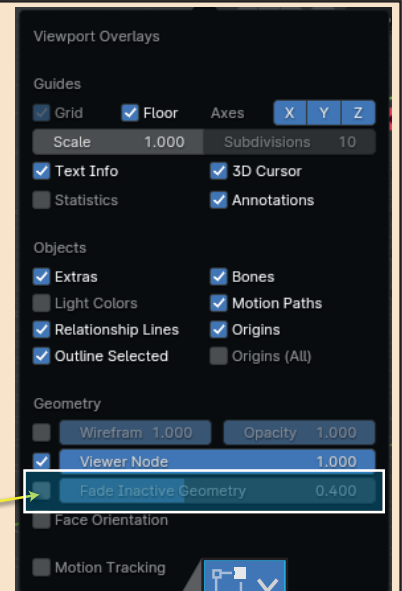 Viewport Overlays
Guides
Grid Floor Axes X Y Z
Scale 1.000 Subdivisions 10
Text Info 3D Cursor
Statistics Annotations
Objects
Extras Bones
Light Colors Motion Paths
Relationship Lines Origins
Outline Selected Origins (All)
Geometry
Wirefram 1.000 Opacity 1.000
Viewer Node 1.000
Fade Inactive Geometry 0.400
Face Orientation
Motion Tracking